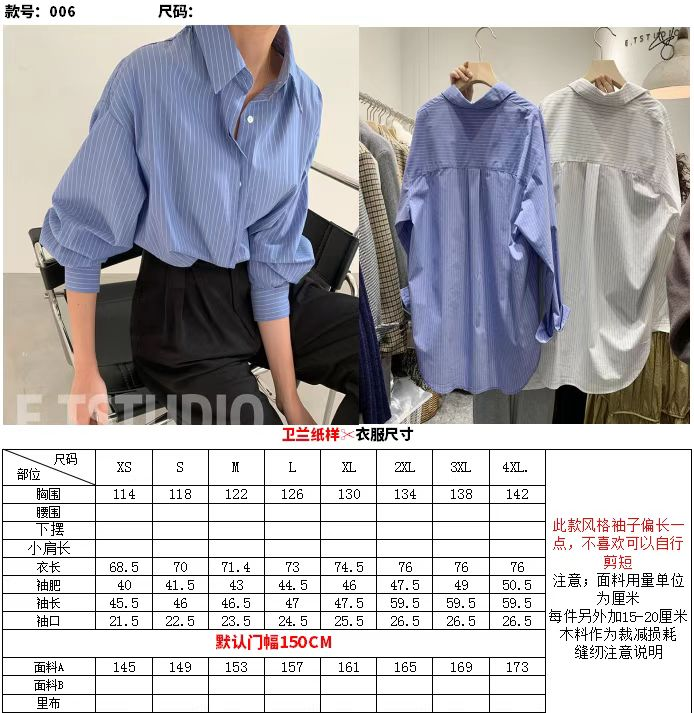 款号：006 尺码：
E.TSTUDIO
E.TSTUDIO
卫兰纸样✂衣服尺寸
尺码 部位 XS S M L XL 2XL 3XL 4XL.
胸围 114 118 122 126 130 134 138 142
腰围
下摆
小肩长
衣长 68.5 70 71.4 73 74.5 76 76 76
袖肥 40 41.5 43 44.5 46 47.5 49 50.5
袖长 45.5 46 46.5 47 47.5 59.5 59.5 59.5
袖口 21.5 22.5 23.5 24.5 25.5 26.5 26.5 26.5
默认门幅150CM
面料A 145 149 153 157 161 165 169 173
面料B
里布
此款风格袖子偏长一
点，不喜欢可以自行
剪短
注意；面料用量单位
为厘米
每件另外加15-20厘米
木料作为裁减损耗
缝纫注意说明